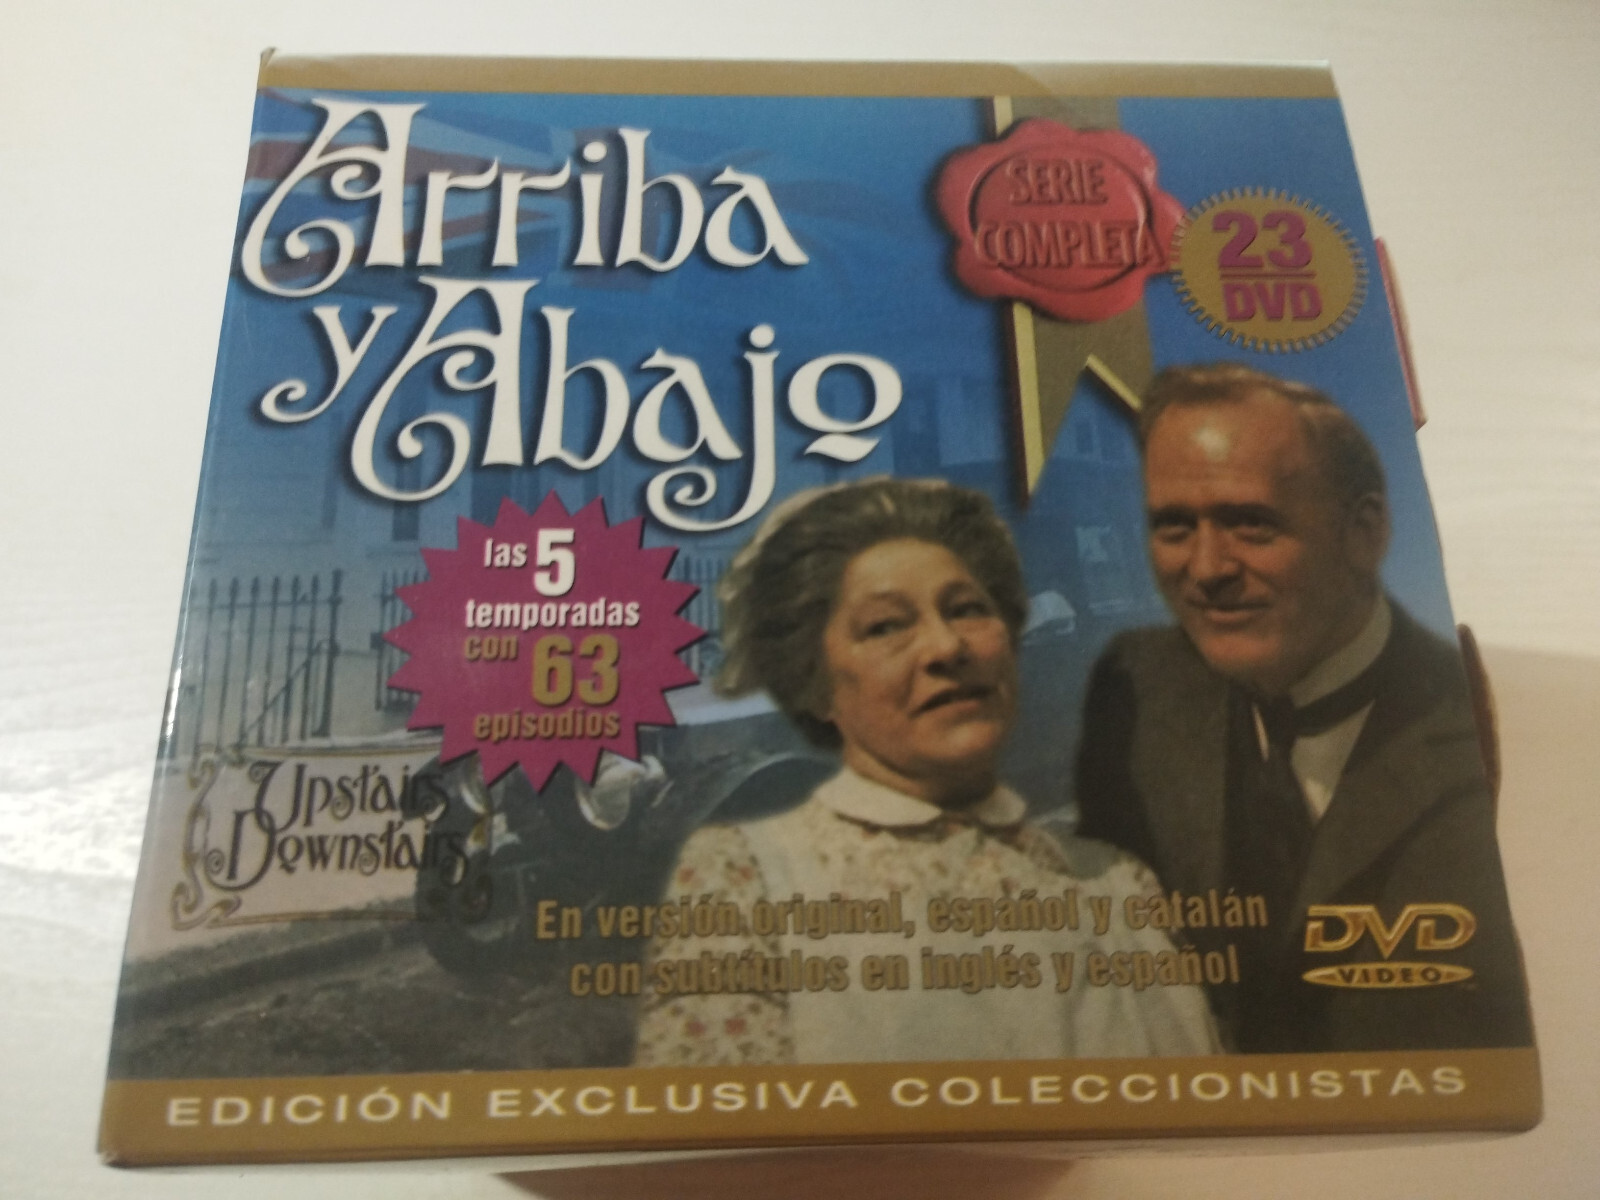 Arriba
y Abajo
SERIE
COMPLETA
23
DVD
las 5
temporadas
con 63
episodios
Upstairs
Downstairs
En versión original, español y catalán
con subtítulos en inglés y español
DVD
VIDEO
EDICIÓN EXCLUSIVA COLECCIONISTAS